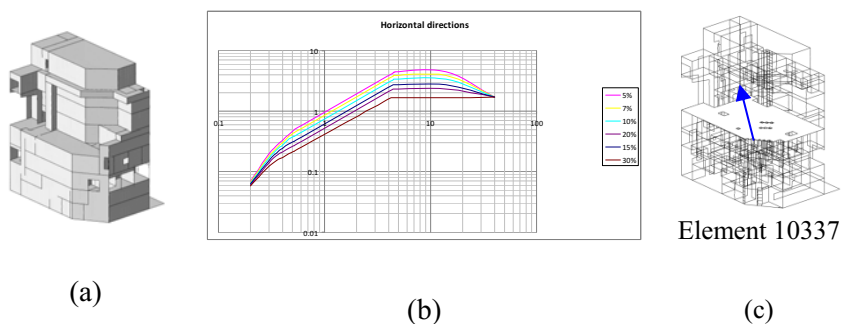 Horizontal directions
10
1
0.1
1
10
100
0.1
0.01
5%
7%
10%
20%
15%
30%
Element 10337
(a)
(b)
(c)